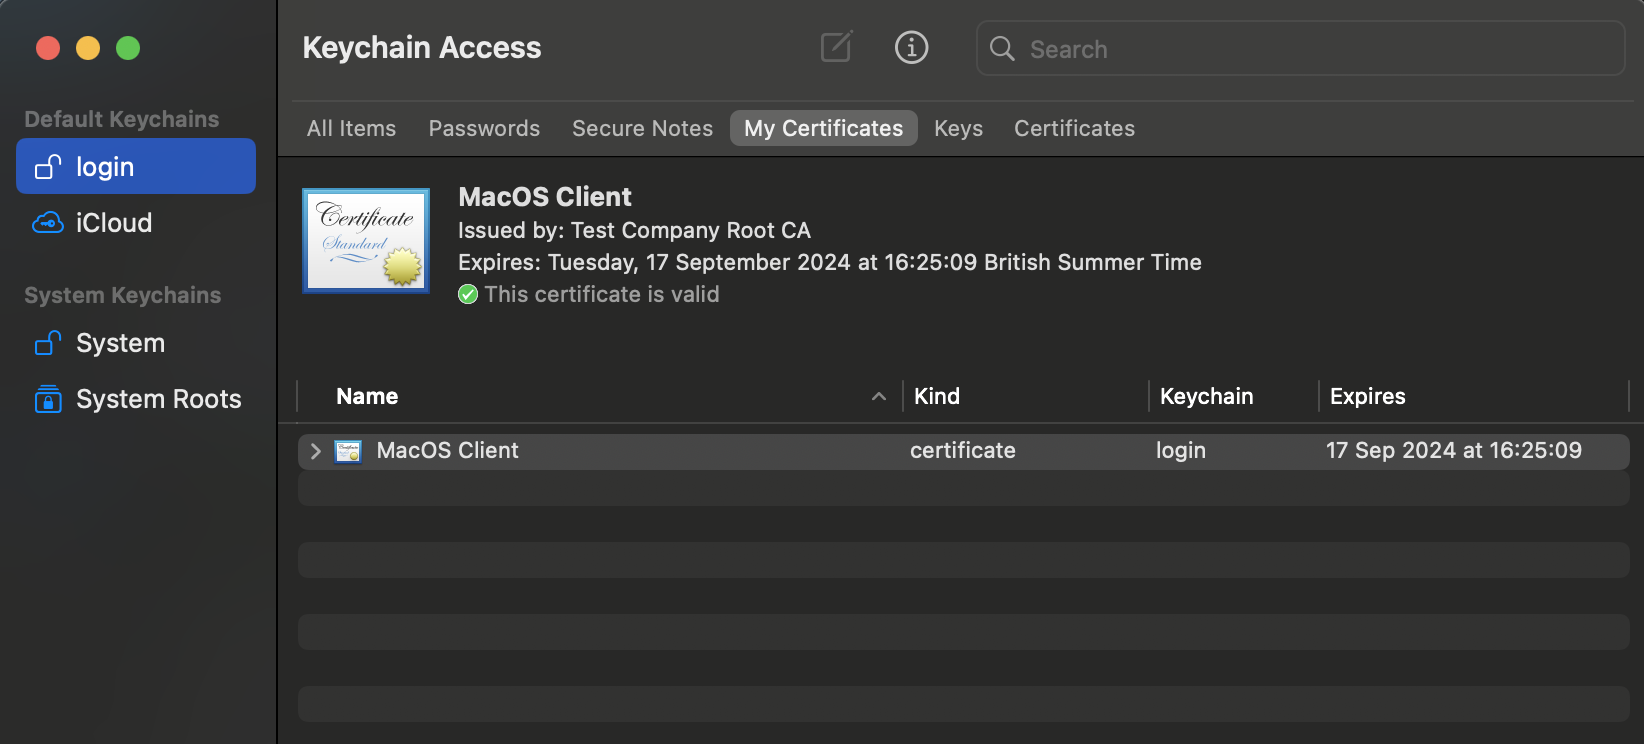 Keychain Access
Search
Default Keychains
login
iCloud
System Keychains
System
System Roots
All Items
Passwords
Secure Notes
My Certificates
Keys
Certificates
Certificate
Standard
MacOS Client
Issued by: Test Company Root CA
Expires: Tuesday, 17 September 2024 at 16:25:09 British Summer Time
This certificate is valid
Name
Kind
Keychain
Expires
MacOS Client
certificate
login
17 Sep 2024 at 16:25:09